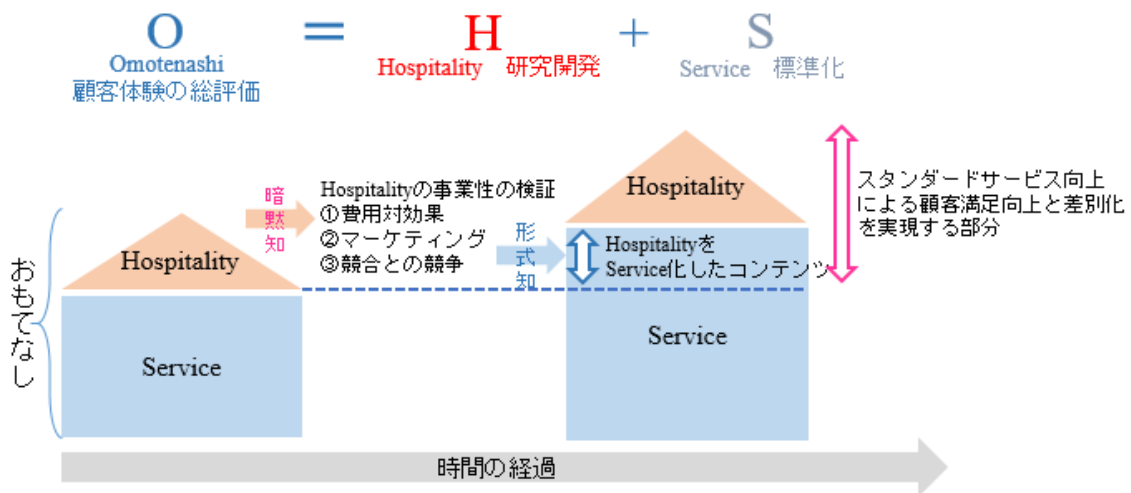 O = H + S
Omotenashi
顧客体験の総評価
Hospitality 研究開発
Service 標準化
おもてなし
Hospitality
Service
暗黙知
Hospitalityの事業性の検証
①費用対効果
②マーケティング
③競合との競争
形式知
Hospitality
Hospitalityを
Service化したコンテンツ
Service
スタンダードサービス向上
による顧客満足向上と差別化
を実現する部分
時間の経過